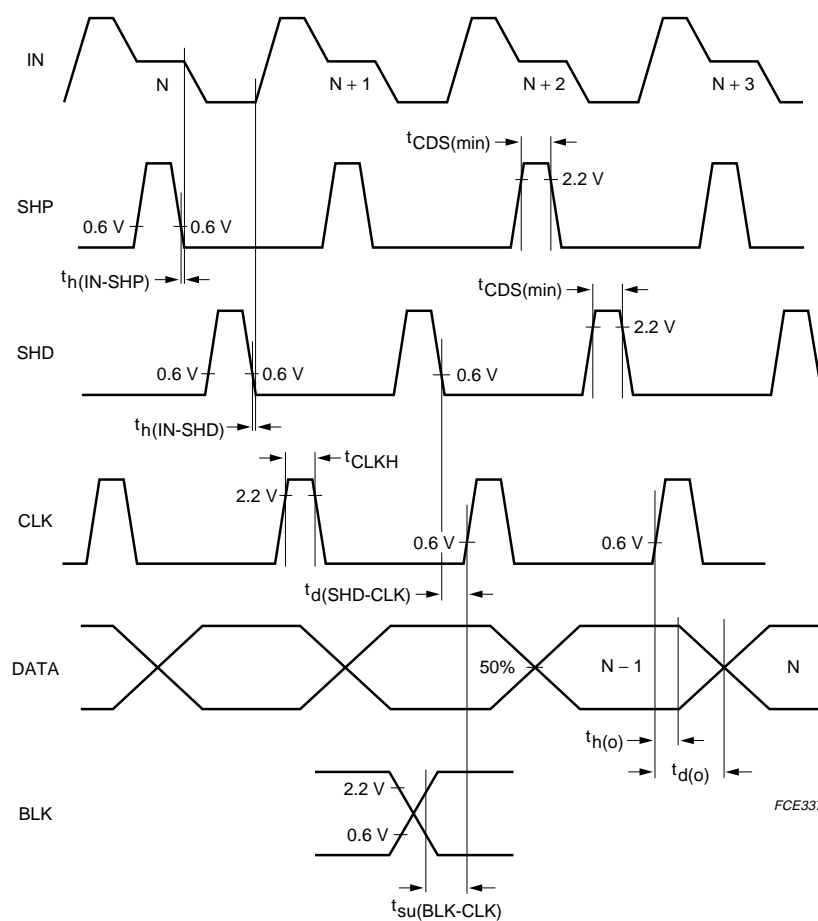 IN
N
N + 1
N + 2
N + 3
tCDS(min)
2.2 V
SHP
0.6 V
0.6 V
th(IN-SHP)
tCDS(min)
2.2 V
SHD
0.6 V
0.6 V
0.6 V
th(IN-SHD)
tCLKH
2.2 V
CLK
0.6 V
0.6 V
td(SHD-CLK)
DATA
50%
N − 1
N
th(o)
td(o)
2.2 V
BLK
0.6 V
FCE337
tsu(BLK-CLK)